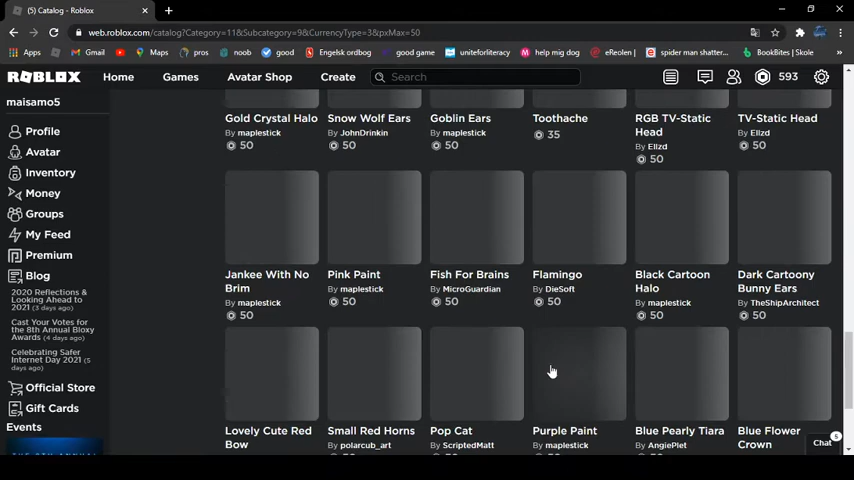 (5) Catalog - Roblox
web.roblox.com/catalog?Category=11&Subcategory=9&CurrencyType=3&pxMax=50
Apps Gmail Maps pros noob good Engelsk ordbog good game uniteforliteracy help mig dog eReolen spider man shatter... BookBites | Skole
ROBLOX Home Games Avatar Shop Create Search 593
maisamo5
Profile
Avatar
Inventory
Money
Groups
My Feed
Premium
Blog
2020 Reflections &
Looking Ahead to
2021 (3 days ago)
Cast Your Votes for
the 8th Annual Bloxy
Awards (4 days ago)
Celebrating Safer
Internet Day 2021 (5
days ago)
Official Store
Gift Cards
Events
Gold Crystal Halo
By maplestick
50
Snow Wolf Ears
By JohnDrinkin
50
Goblin Ears
By maplestick
50
Toothache
35
RGB TV-Static
Head
By Elizd
50
TV-Static Head
By Elizd
50
Jankee With No
Brim
By maplestick
50
Pink Paint
By maplestick
50
Fish For Brains
By MicroGuardian
50
Flamingo
By DieSoft
50
Black Cartoon
Halo
By maplestick
50
Dark Cartoony
Bunny Ears
By TheShipArchitect
50
Lovely Cute Red
Bow
Small Red Horns
By polarcub_art
Pop Cat
By ScriptedMatt
Purple Paint
By maplestick
Blue Pearly Tiara
By AngiePlet
Blue Flower
Crown
Chat 5